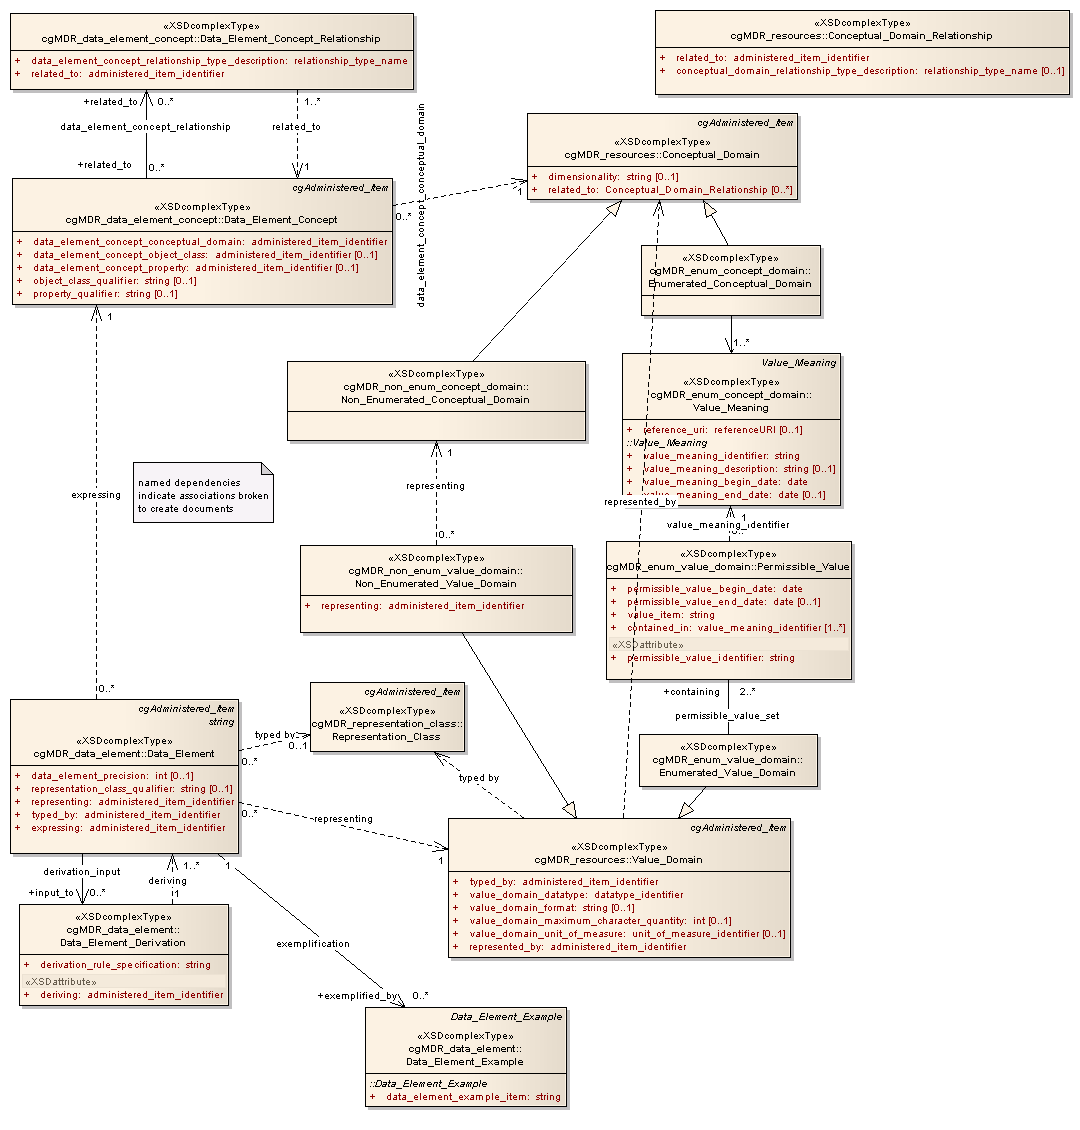 «XSDcomplexType»
cgMDR_data_element_concept::Data_Element_Concept_Relationship
+ data_element_concept_relationship_type_description: relationship_type_name
+ related_to: administered_item_identifier
«XSDcomplexType»
cgMDR_resources::Conceptual_Domain_Relationship
+ related_to: administered_item_identifier
+ conceptual_domain_relationship_type_description: relationship_type_name [0..1]
+related_to 0..*
1..*
data_element_concept_relationship
related_to
+related_to
0..*
1
data_element_concept_conceptual_domain
cgAdministered_Item
«XSDcomplexType»
cgMDR_resources::Conceptual_Domain
+ dimensionality: string [0..1]
+ related_to: Conceptual_Domain_Relationship [0..*]
cgAdministered_Item
«XSDcomplexType»
cgMDR_data_element_concept::Data_Element_Concept
+ data_element_concept_conceptual_domain: administered_item_identifier
+ data_element_concept_object_class: administered_item_identifier [0..1]
+ data_element_concept_property: administered_item_identifier [0..1]
+ object_class_qualifier: string [0..1]
+ property_qualifier: string [0..1]
0..*
1
«XSDcomplexType»
cgMDR_enum_concept_domain::
Enumerated_Conceptual_Domain
1..*
1
Value_Meaning
«XSDcomplexType»
cgMDR_enum_concept_domain::
Value_Meaning
+ reference_uri: referenceURI [0..1]
::Value_Meaning
+ value_meaning_identifier: string
+ value_meaning_description: string [0..1]
+ value_meaning_begin_date: date
+ value_meaning_end_date: date [0..1]
«XSDcomplexType»
cgMDR_non_enum_concept_domain::
Non_Enumerated_Conceptual_Domain
1
representing
0..*
named dependencies
indicate associations broken
to create documents
expressing
represented_by
1
value_meaning_identifier
«XSDcomplexType»
cgMDR_enum_value_domain::Permissible_Value
+ permissible_value_begin_date: date
+ permissible_value_end_date: date [0..1]
+ value_item: string
+ contained_in: value_meaning_identifier [1..*]
«XSDattribute»
+ permissible_value_identifier: string
«XSDcomplexType»
cgMDR_non_enum_value_domain::
Non_Enumerated_Value_Domain
+ representing: administered_item_identifier
+containing 2..*
permissible_value_set
«XSDcomplexType»
cgMDR_enum_value_domain::
Enumerated_Value_Domain
0..*
cgAdministered_Item
string
«XSDcomplexType»
cgMDR_data_element::Data_Element
+ data_element_precision: int [0..1]
+ representation_class_qualifier: string [0..1]
+ representing: administered_item_identifier
+ typed_by: administered_item_identifier
+ expressing: administered_item_identifier
cgAdministered_Item
«XSDcomplexType»
cgMDR_representation_class::
Representation_Class
typed by
0..1
0..*
typed by
0..*
representing
1
cgAdministered_Item
«XSDcomplexType»
cgMDR_resources::Value_Domain
+ typed_by: administered_item_identifier
+ value_domain_datatype: datatype_identifier
+ value_domain_format: string [0..1]
+ value_domain_maximum_character_quantity: int [0..1]
+ value_domain_unit_of_measure: unit_of_measure_identifier [0..1]
+ represented_by: administered_item_identifier
derivation_input
1..*
1
deriving
+input_to
0..*
1
«XSDcomplexType»
cgMDR_data_element::
Data_Element_Derivation
+ derivation_rule_specification: string
«XSDattribute»
+ deriving: administered_item_identifier
exemplification
+exemplified_by 0..*
Data_Element_Example
«XSDcomplexType»
cgMDR_data_element::
Data_Element_Example
::Data_Element_Example
+ data_element_example_item: string